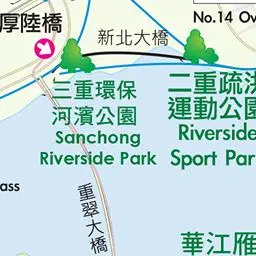 No.14 Ov
厚陸橋
新北大橋
三重環保
河濱公園
Sanchong
Riverside Park
二重疏洪
運動公園
Riverside
Sport Par
ass
重翠大橋
華江雁